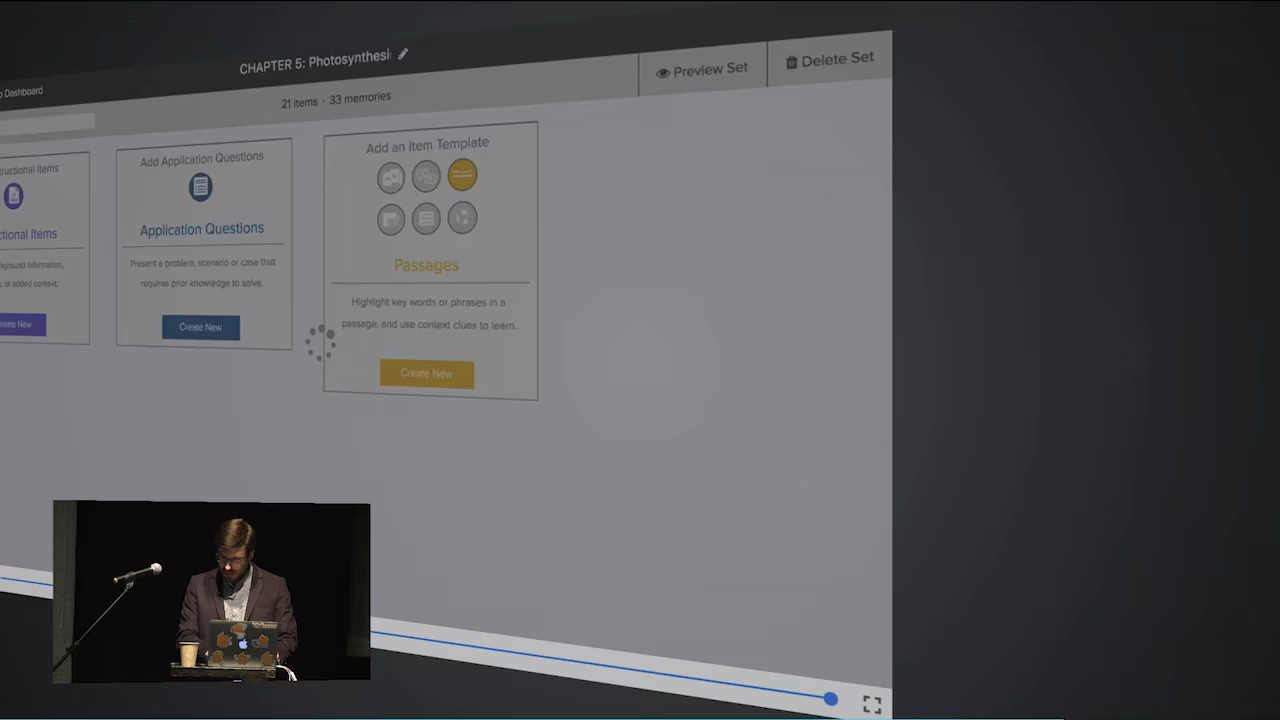 CHAPTER 5: Photosynthesi
o Dashboard
Preview Set
Delete Set
21 items · 33 memories
ructional Items
ctional Items
kground information,
, or added context.
Create New
Add Application Questions
Application Questions
Present a problem, scenario or case that
requires prior knowledge to solve.
Create New
Add an Item Template
Passages
Highlight key words or phrases in a
passage, and use context clues to learn.
Create New